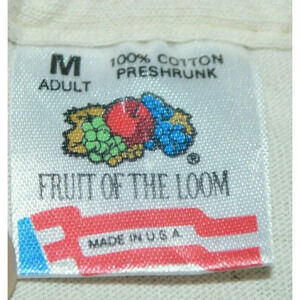 M 100% COTTON
ADULT PRESHRUNK
®
FRUIT OF THE LOOM
MADE IN U.S.A.